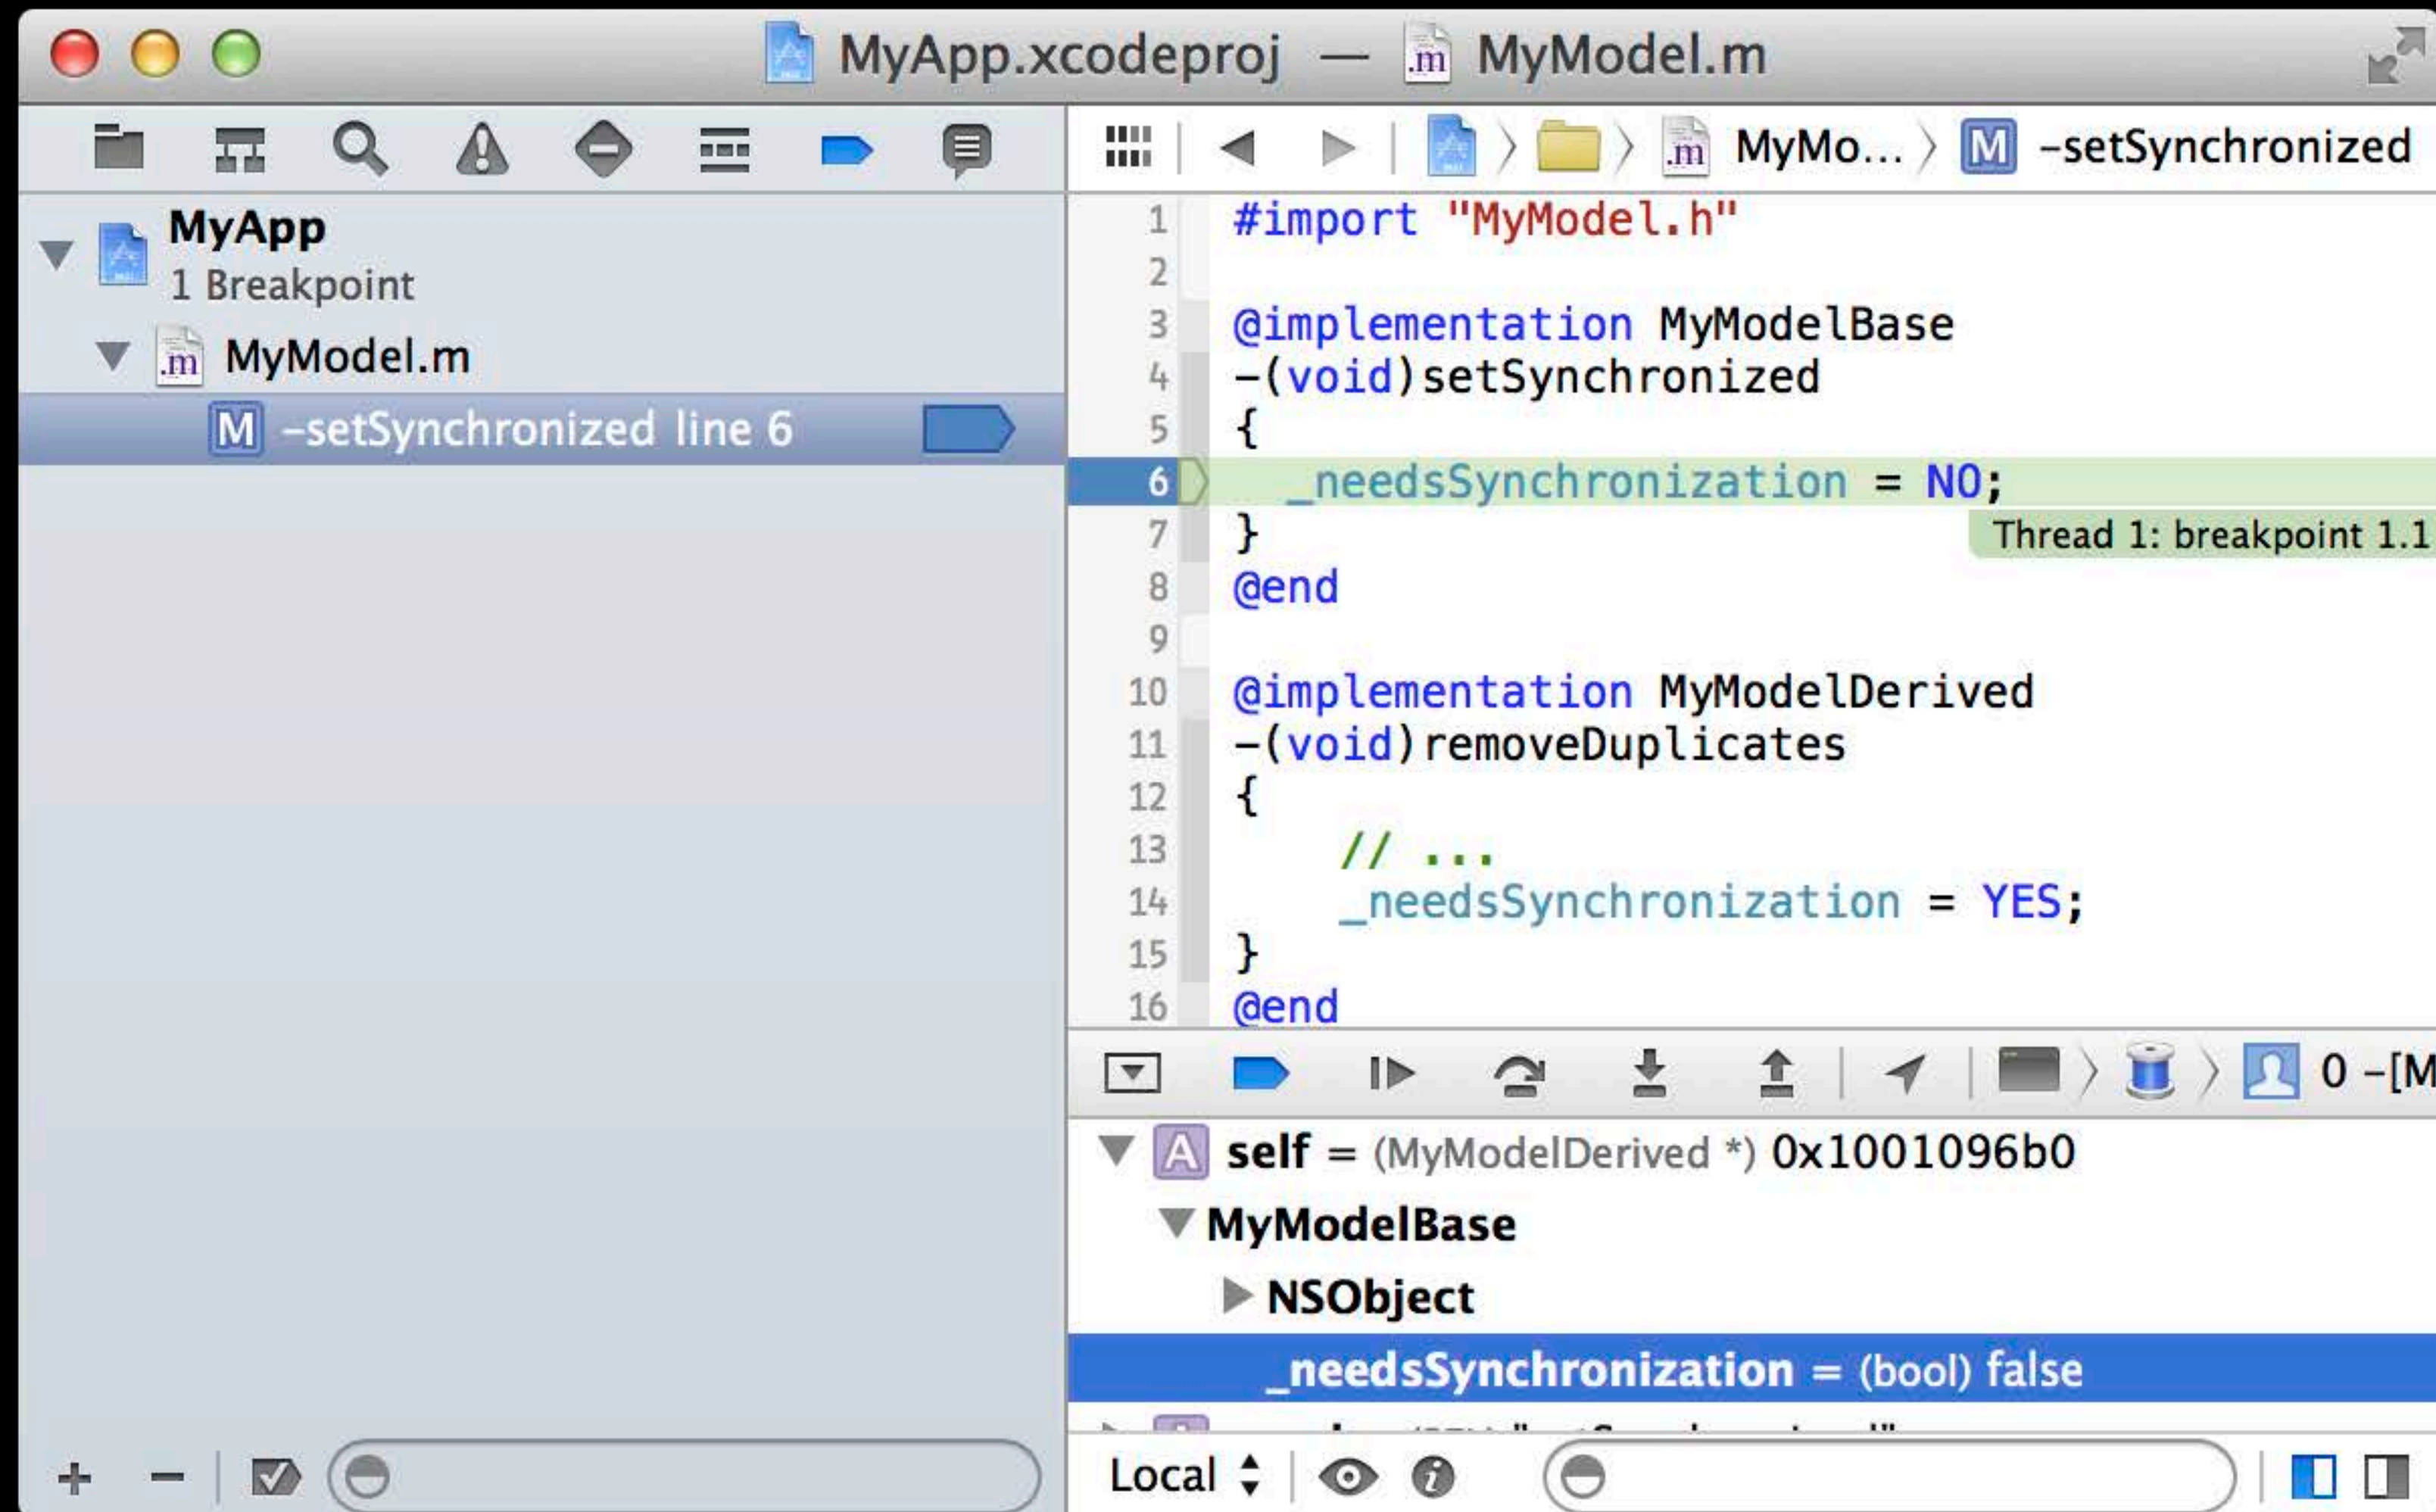 MyApp.xcodeproj — MyModel.m
MyMo... -setSynchronized
MyApp
1 Breakpoint
MyModel.m
M -setSynchronized line 6
1 #import "MyModel.h"
2
3 @implementation MyModelBase
4 -(void)setSynchronized
5 {
6 _needsSynchronization = NO;
7 }
Thread 1: breakpoint 1.1
8 @end
9
10 @implementation MyModelDerived
11 -(void)removeDuplicates
12 {
13 // ...
14 _needsSynchronization = YES;
15 }
16 @end
0 -[M
A self = (MyModelDerived *) 0x1001096b0
MyModelBase
NSObject
_needsSynchronization = (bool) false
Local